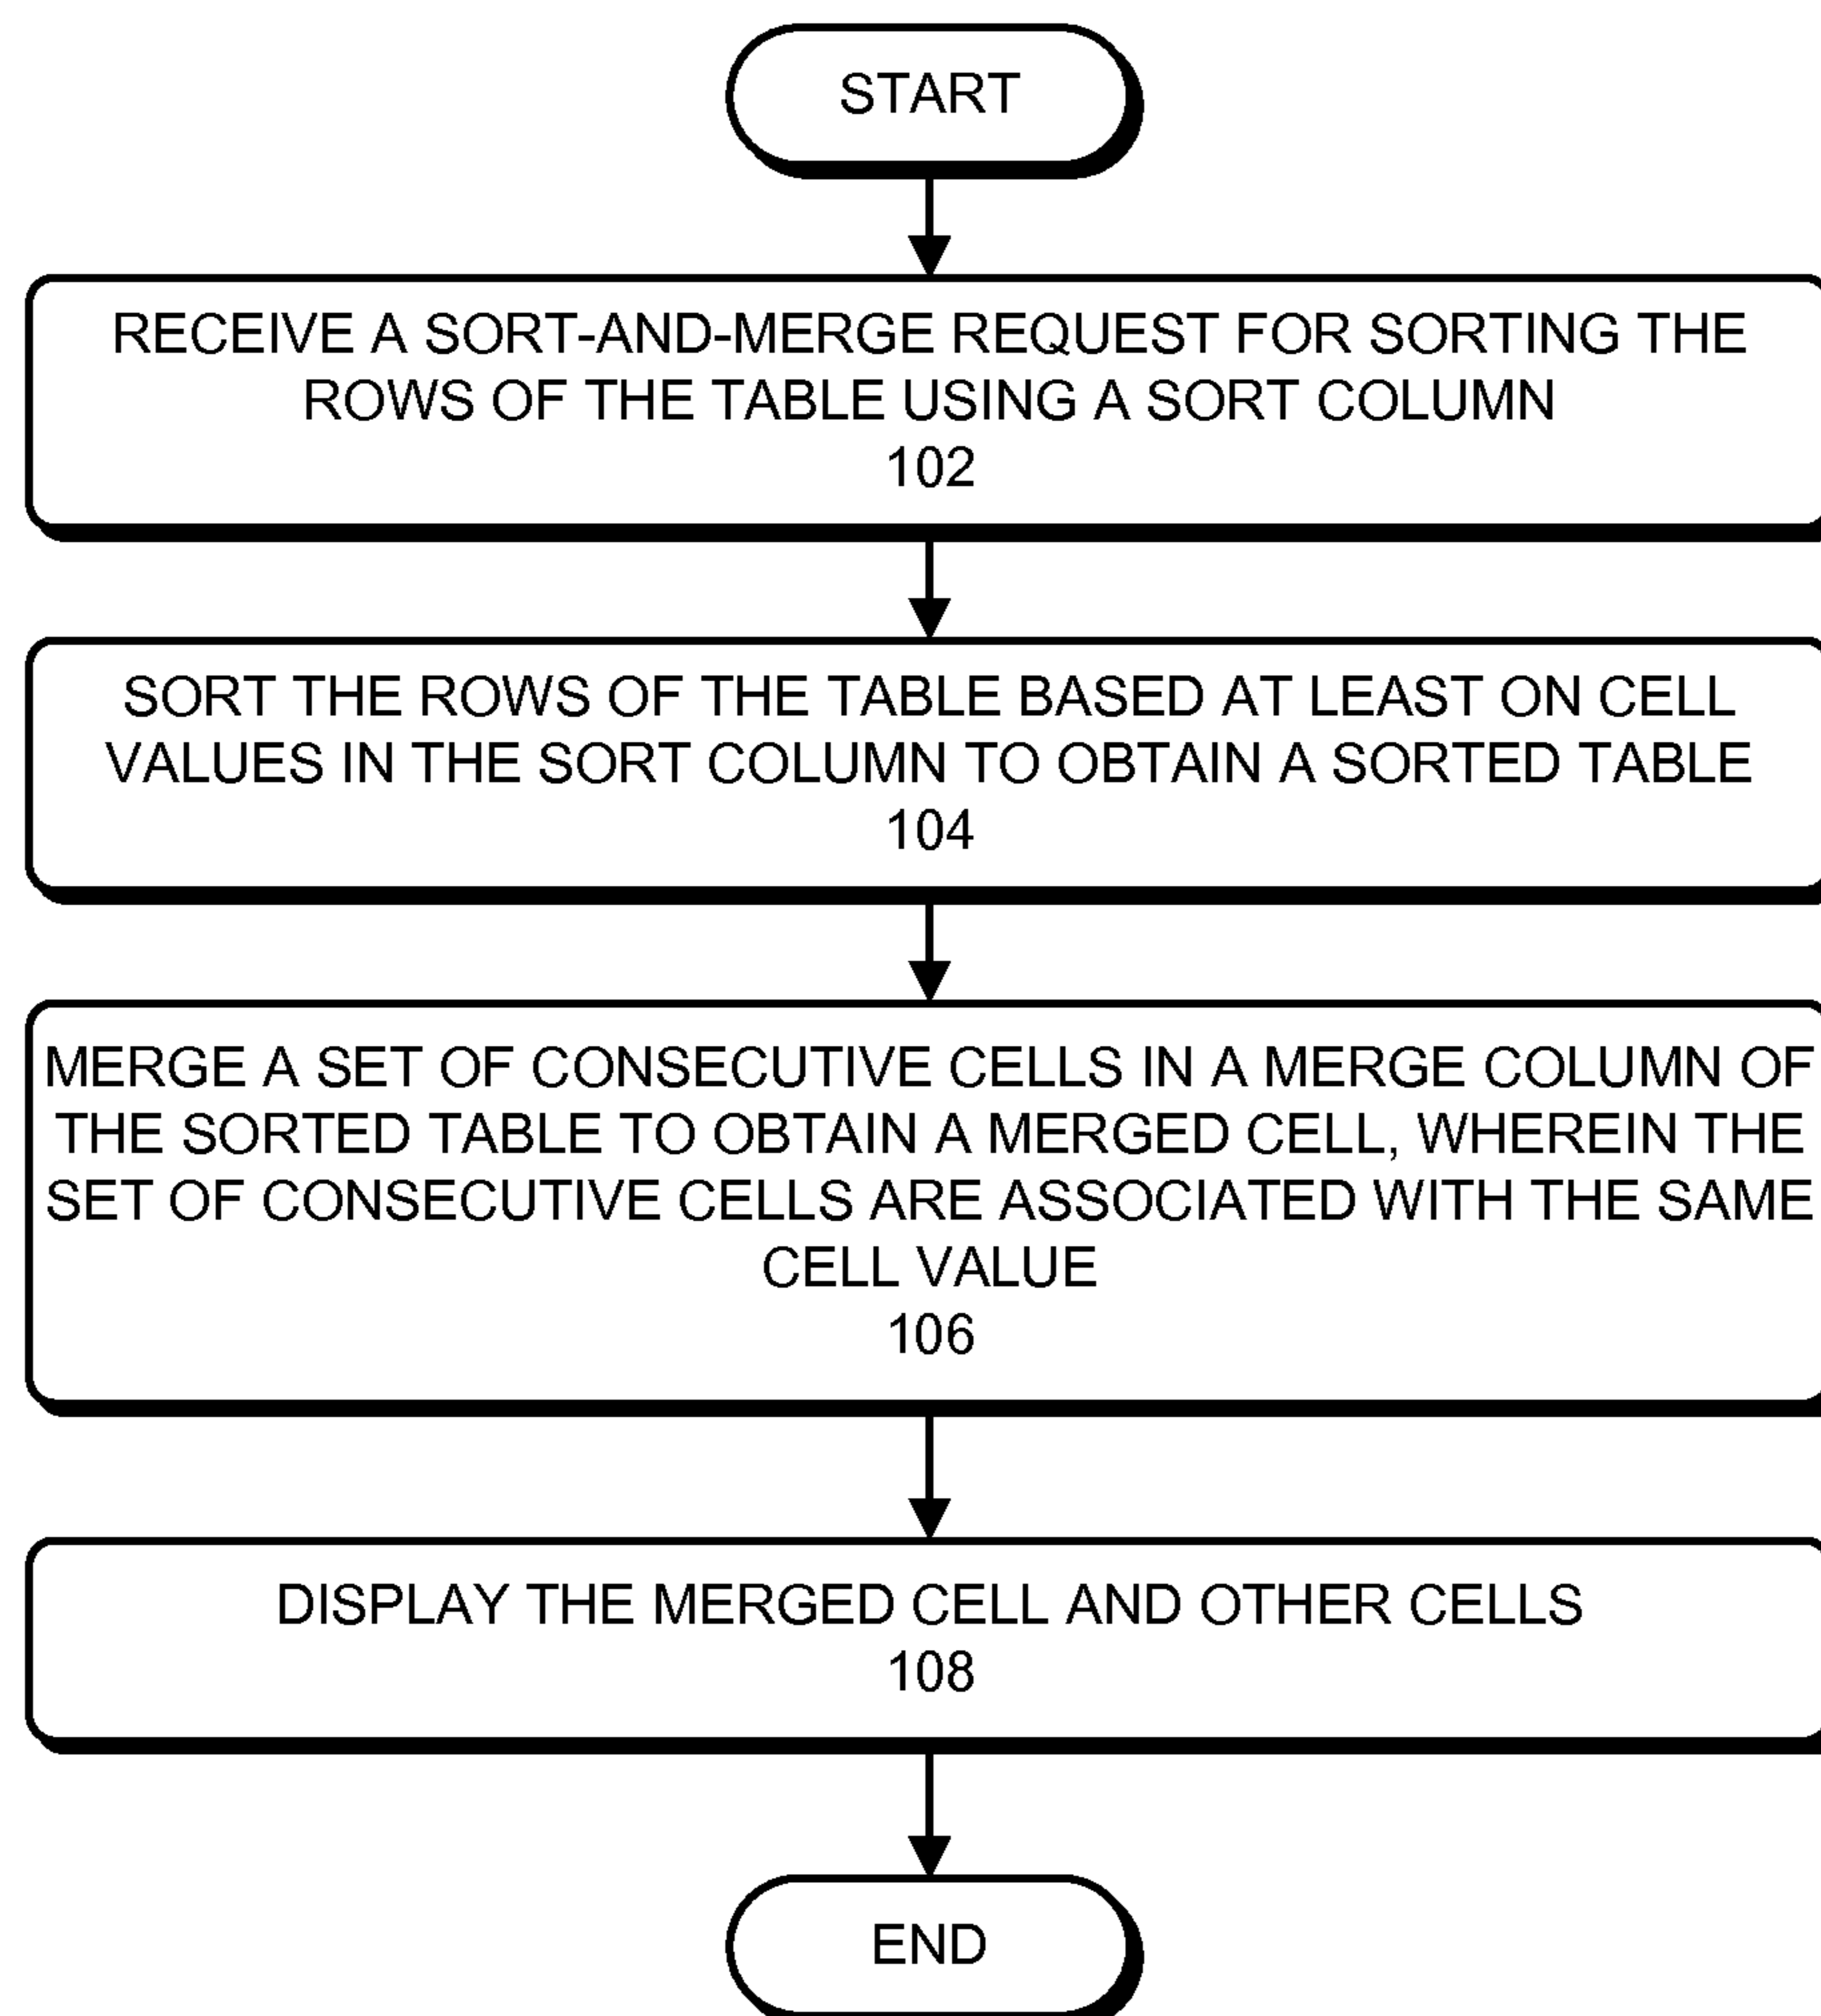 START
RECEIVE A SORT-AND-MERGE REQUEST FOR SORTING THE
ROWS OF THE TABLE USING A SORT COLUMN
102
SORT THE ROWS OF THE TABLE BASED AT LEAST ON CELL
VALUES IN THE SORT COLUMN TO OBTAIN A SORTED TABLE
104
MERGE A SET OF CONSECUTIVE CELLS IN A MERGE COLUMN OF
THE SORTED TABLE TO OBTAIN A MERGED CELL, WHEREIN THE
SET OF CONSECUTIVE CELLS ARE ASSOCIATED WITH THE SAME
CELL VALUE
106
DISPLAY THE MERGED CELL AND OTHER CELLS
108
END